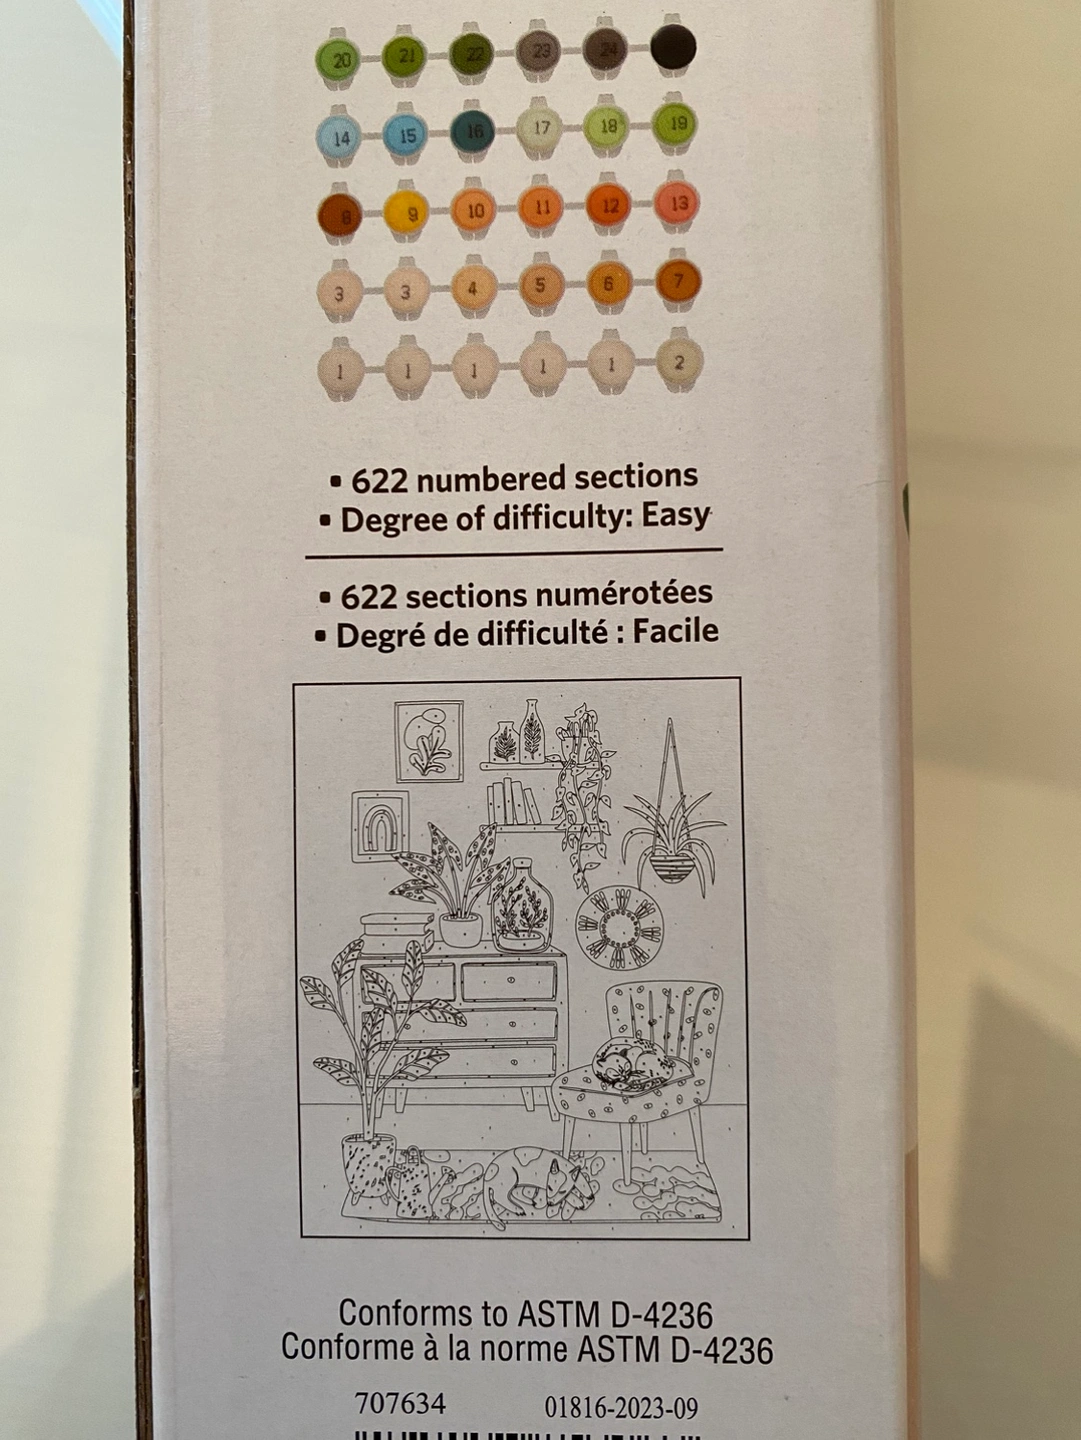 20 21 22 23 24
14 15 16 17 18 19
8 9 10 11 12 13
3 3 4 5 6 7
1 1 1 1 1 2
▪ 622 numbered sections
▪ Degree of difficulty: Easy
▪ 622 sections numérotées
▪ Degré de difficulté : Facile
Conforms to ASTM D-4236
Conforme à la norme ASTM D-4236
707634 01816-2023-09